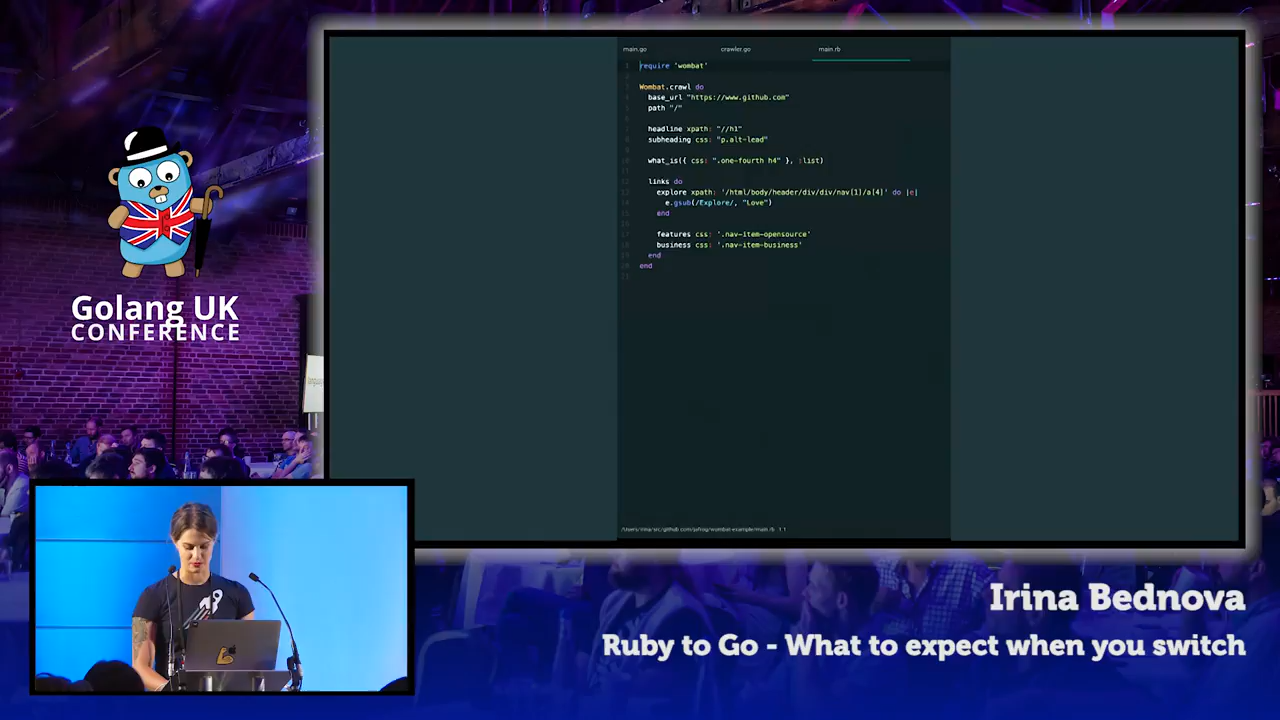 Golang UK
CONFERENCE
main.go
crawler.go
main.rb
1 require 'wombat'
Wombat.crawl do
base_url "https://www.github.com"
path "/"
headline xpath: "//h1"
subheading css: "p.alt-lead"
what_is({ css: ".one-fourth h4" }, :list)
links do
explore xpath: '/html/body/header/div/div/nav[1]/a[4]' do |e|
e.gsub(/Explore/, "Love")
end
features css: '.nav-item-opensource'
business css: '.nav-item-business'
end
end
Irina Bednova
Ruby to Go - What to expect when you switch